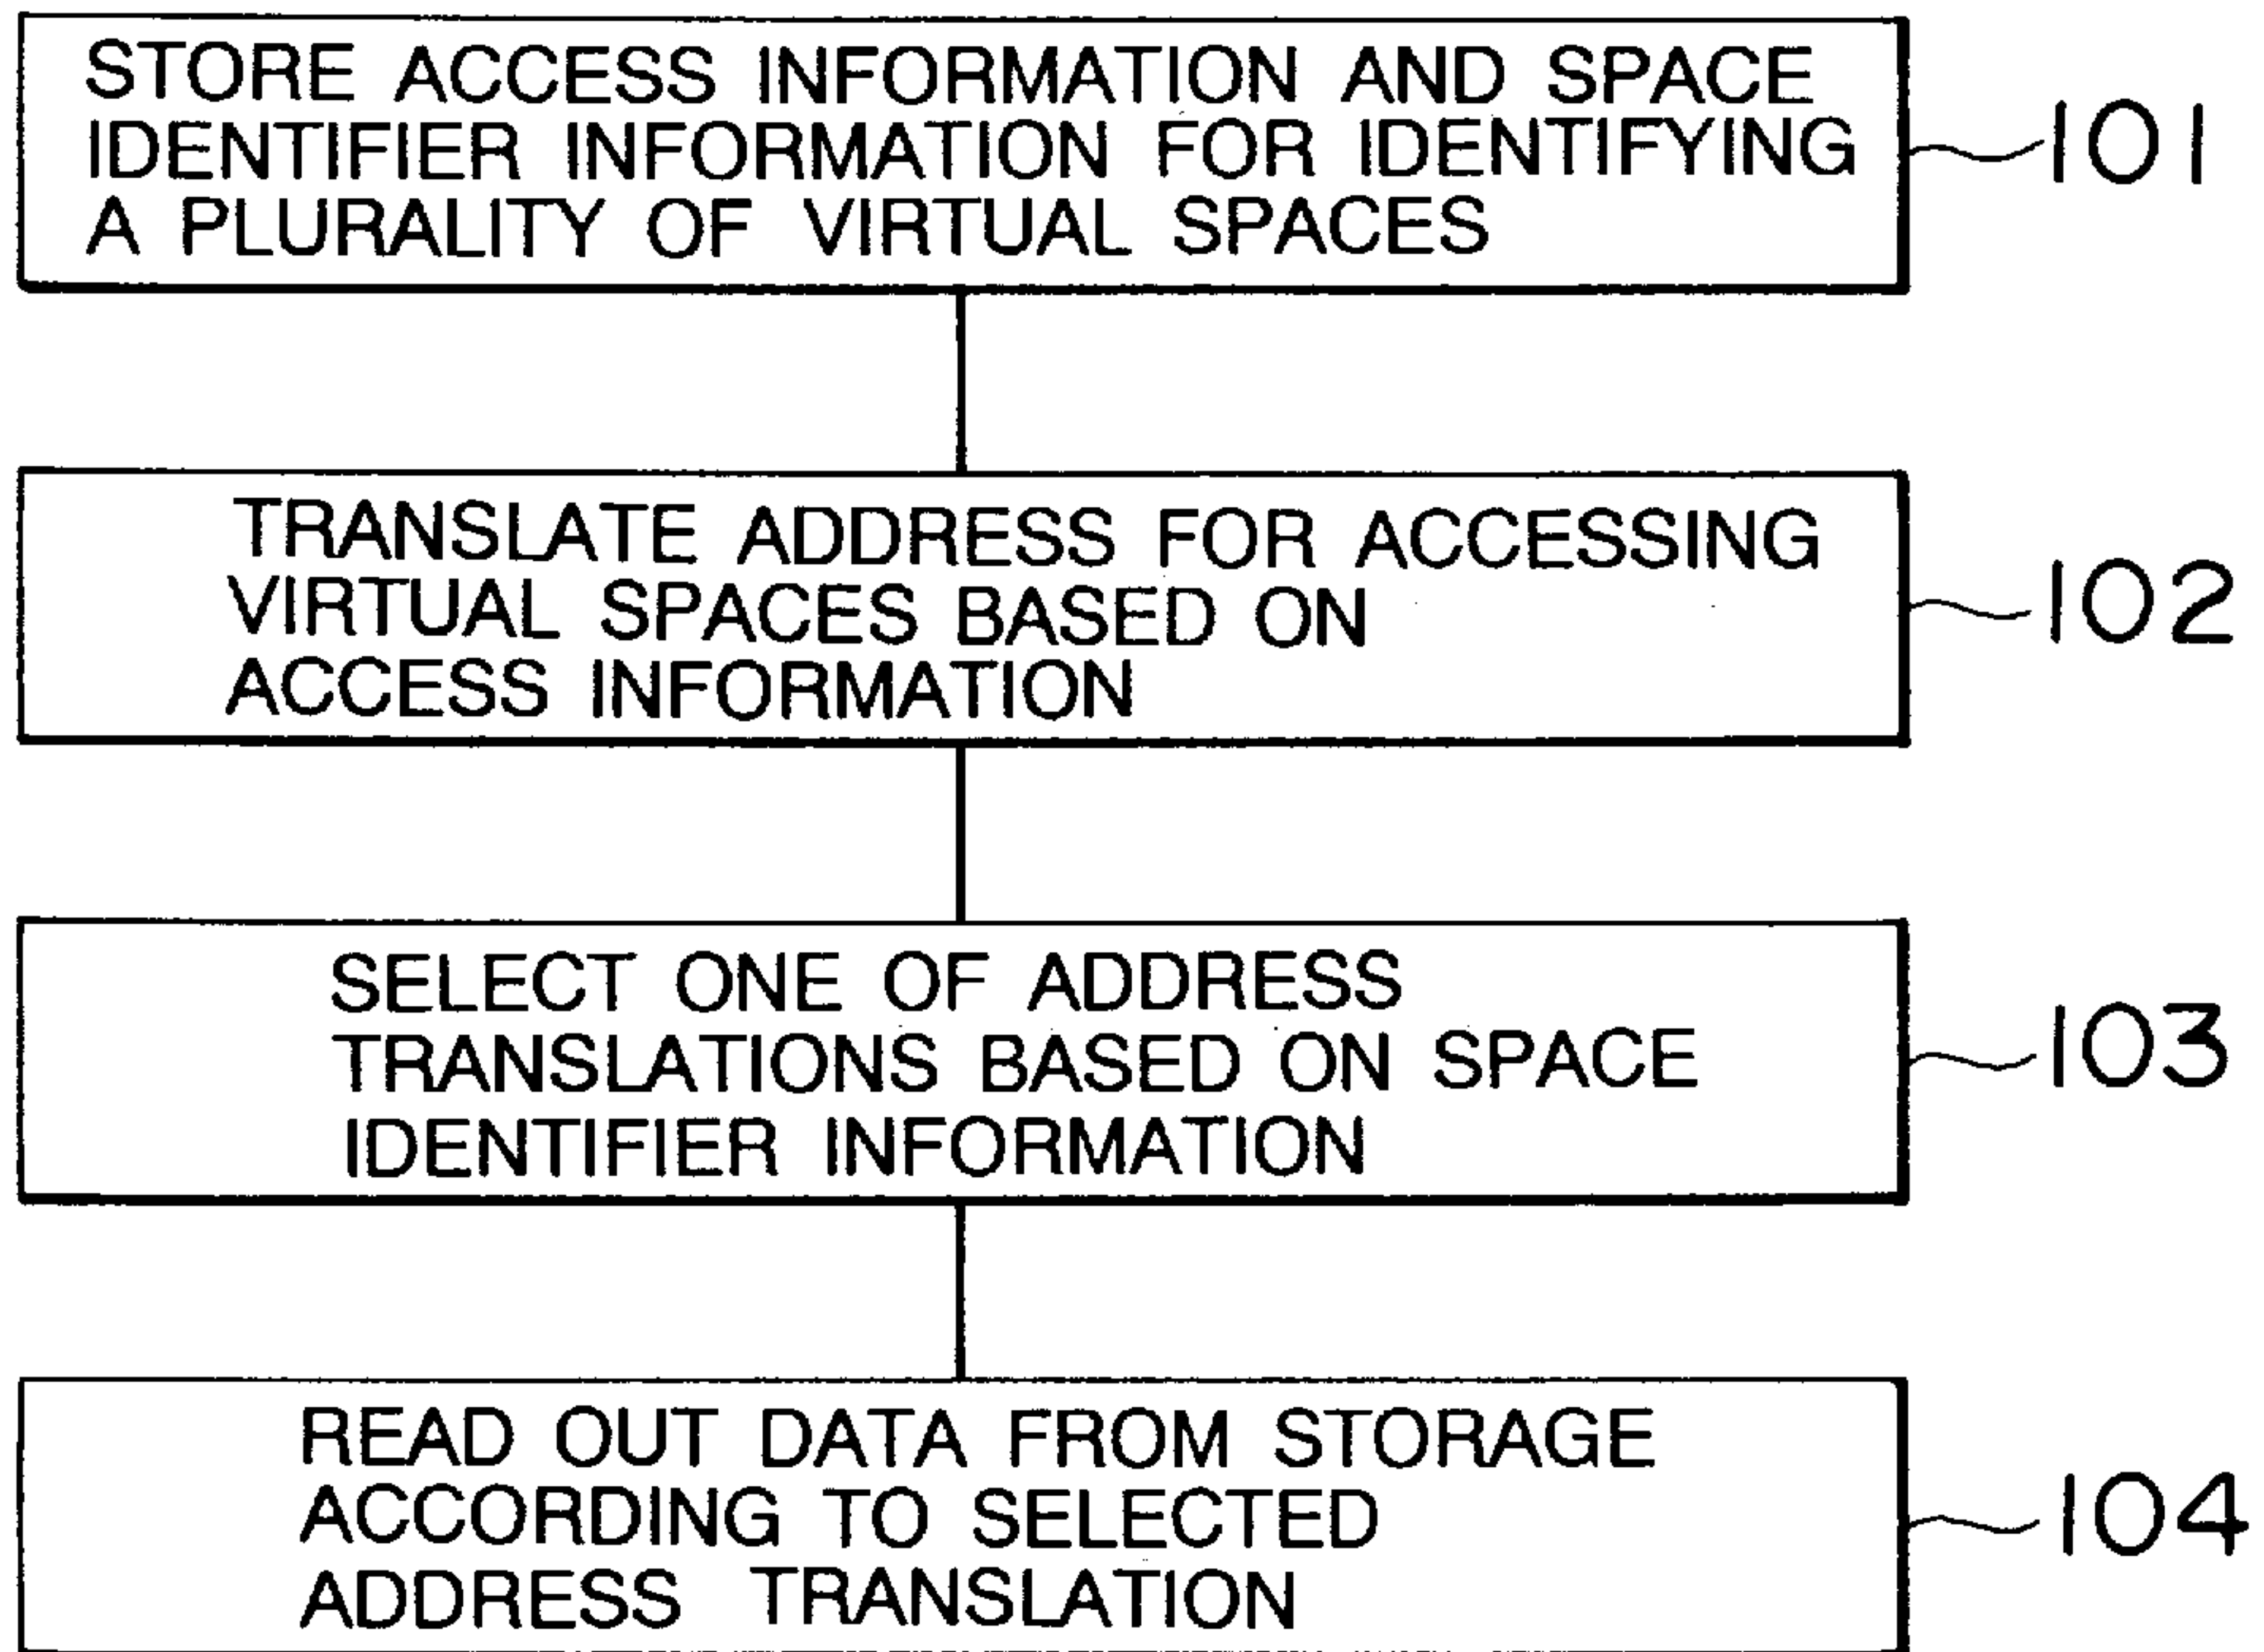 STORE ACCESS INFORMATION AND SPACE
IDENTIFIER INFORMATION FOR IDENTIFYING
A PLURALITY OF VIRTUAL SPACES
101
TRANSLATE ADDRESS FOR ACCESSING
VIRTUAL SPACES BASED ON
ACCESS INFORMATION
102
SELECT ONE OF ADDRESS
TRANSLATIONS BASED ON SPACE
IDENTIFIER INFORMATION
103
READ OUT DATA FROM STORAGE
ACCORDING TO SELECTED
ADDRESS TRANSLATION
104